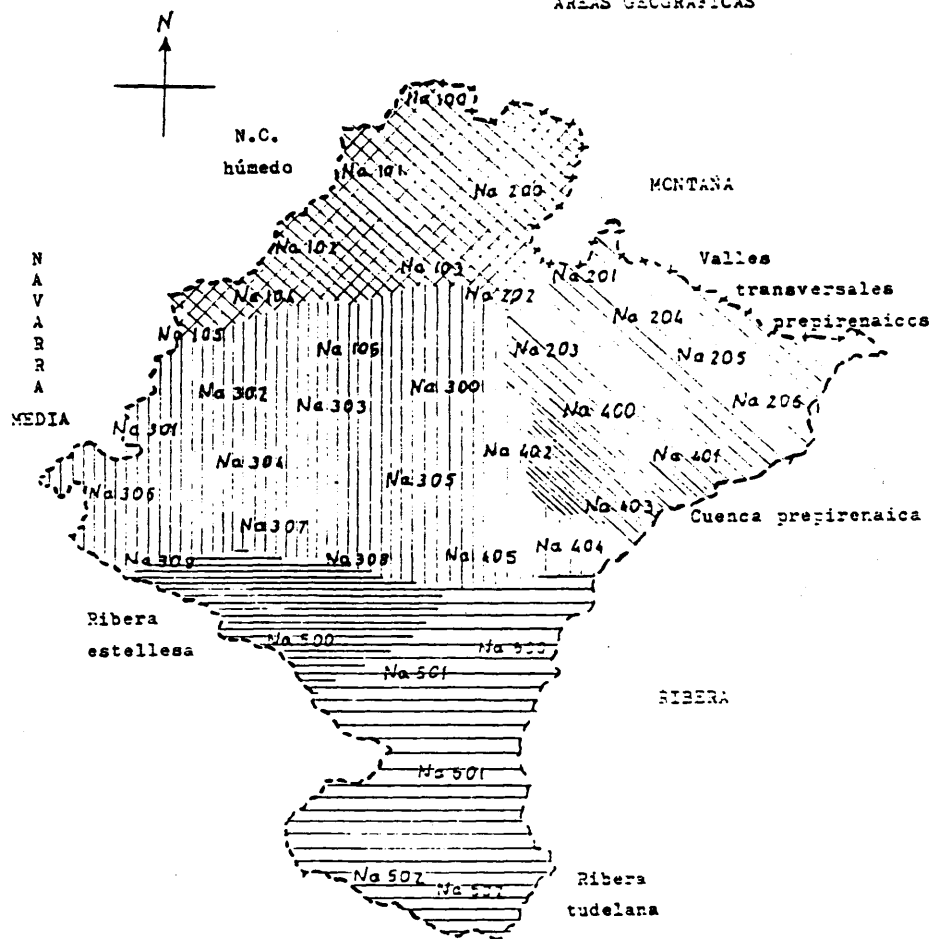 AREAS GEOGRAFICAS
N
Na 100
N.C.
húmedo
Na 101
Na 200
MONTAÑA
Na 102
Na 103
Na 201
Valles
transversales
prepirenaicos
NAVARRA
MEDIA
Na 104
Na 202
Na 204
Na 105
Na 106
Na 203
Na 205
Na 302
Na 303
Na 300
Na 206
Na 301
Na 400
Na 304
Na 402
Na 401
Na 306
Na 305
Na 403
Cuenca prepirenaica
Na 307
Na 309
Na 308
Na 405
Na 404
Ribera
estellesa
Na 500
Na 501
RIBERA
Na 501
Na 502
Na 502
Ribera
tudelana